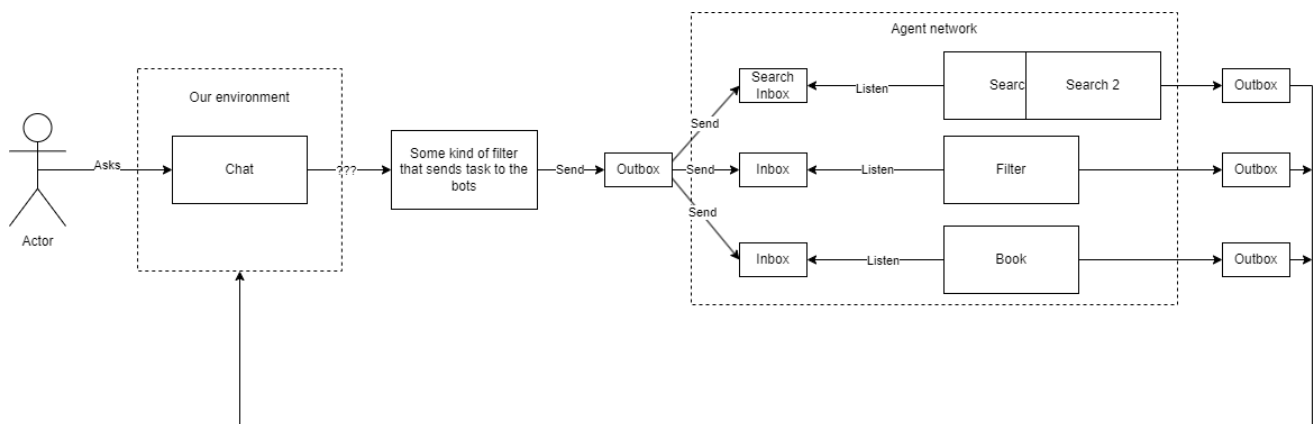 Agent network
Our environment
Search
Inbox
Listen
Searc
Search 2
Outbox
Send
Asks
Chat
???
Some kind of filter
that sends task to the
bots
Send
Outbox
Send
Inbox
Listen
Filter
Outbox
Send
Actor
Inbox
Listen
Book
Outbox